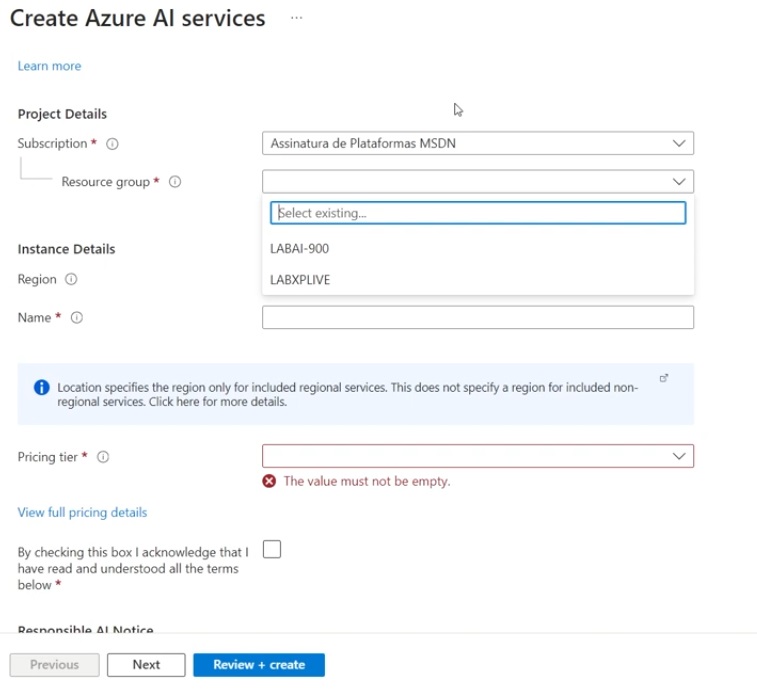 Create Azure AI services ...
Learn more
Project Details
Subscription *
Assinatura de Plataformas MSDN
Resource group *
Select existing...
LABAI-900
LABXPLIVE
Instance Details
Region
Name *
Location specifies the region only for included regional services. This does not specify a region for included non-
regional services. Click here for more details.
Pricing tier *
The value must not be empty.
View full pricing details
By checking this box I acknowledge that I
have read and understood all the terms
below *
Responsible AI Notice
Previous
Next
Review + create